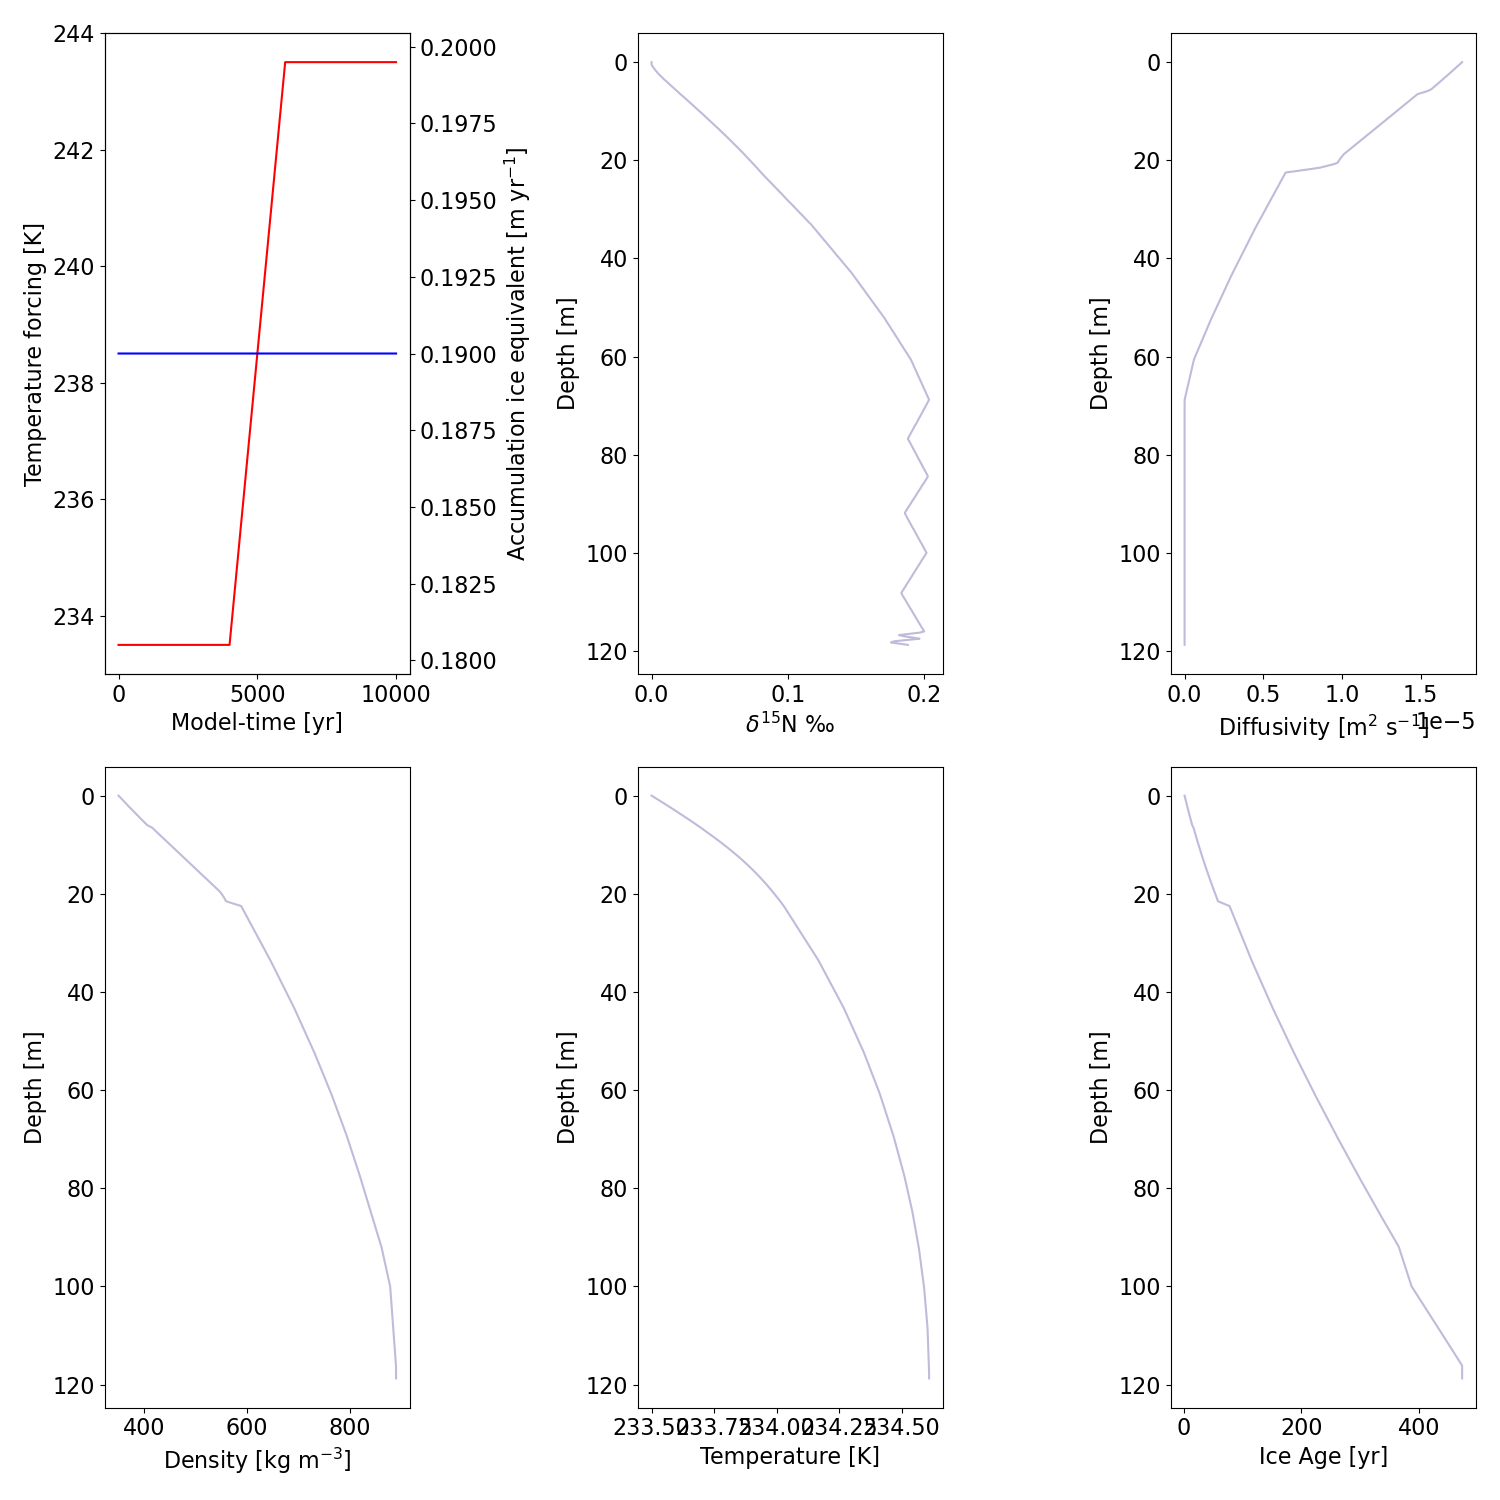 244
242
240
238
236
234
Temperature forcing [K]
0.2000
0.1975
0.1950
0.1925
0.1900
0.1875
0.1850
0.1825
0.1800
Accumulation ice equivalent [m yr⁻¹]
0 5000 10000
Model-time [yr]
0
20
40
60
80
100
120
Depth [m]
0.0 0.1 0.2
δ¹⁵N ‰
0
20
40
60
80
100
120
Depth [m]
0.0 0.5 1.0 1.5
1e−5
Diffusivity [m² s⁻¹]
0
20
40
60
80
100
120
Depth [m]
400 600 800
Density [kg m⁻³]
0
20
40
60
80
100
120
Depth [m]
233.50 233.75 234.00 234.25 234.50
Temperature [K]
0
20
40
60
80
100
120
Depth [m]
0 200 400
Ice Age [yr]